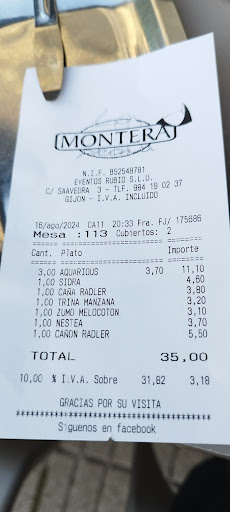 MONTERA
N.I.F. B52548781
EVENTOS RUBIO S.L.U.
C/ SAAVEDRA 3 - TLF. 984 19 02 37
GIJON - I.V.A. INCLUIDO
16/ago/2024 CA11 20:33 Fra. FJ/ 175686
Mesa :113 Cubiertos: 2
Cant. Plato Importe
3,00 AQUARIOUS 3,70 11,10
1,00 SIDRA 4,60
1,00 CAÑA RADLER 3,80
1,00 TRINA MANZANA 3,20
1,00 ZUMO MELOCOTON 3,10
1,00 NESTEA 3,70
1,00 CAÑON RADLER 5,50
TOTAL 35,00
10,00 % I.V.A. Sobre 31,82 3,18
GRACIAS POR SU VISITA
****************************************
Siguenos en facebook